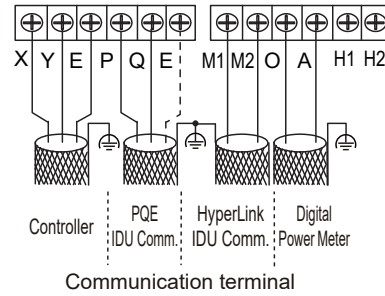 X Y E P Q E M1 M2 O A H1 H2
Controller
PQE
IDU Comm.
HyperLink
IDU Comm.
Digital
Power Meter
Communication terminal